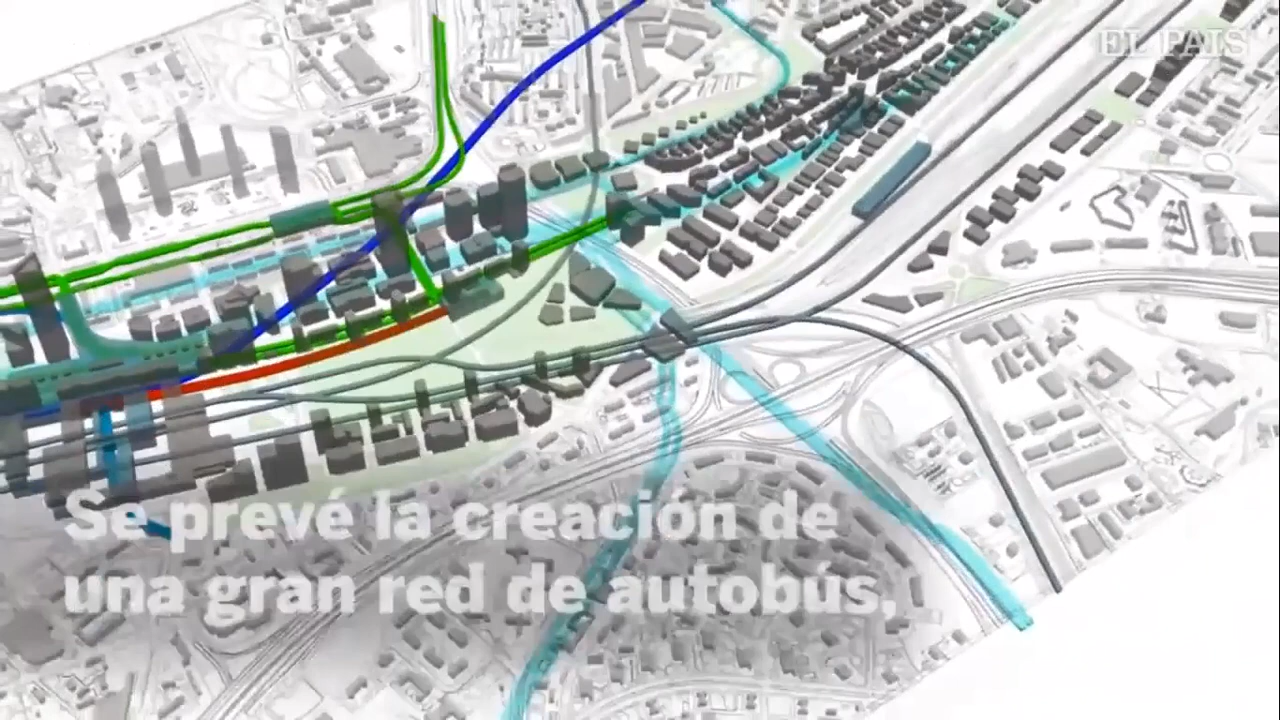 EL PAÍS
Se prevé la creación de
una gran red de autobús,